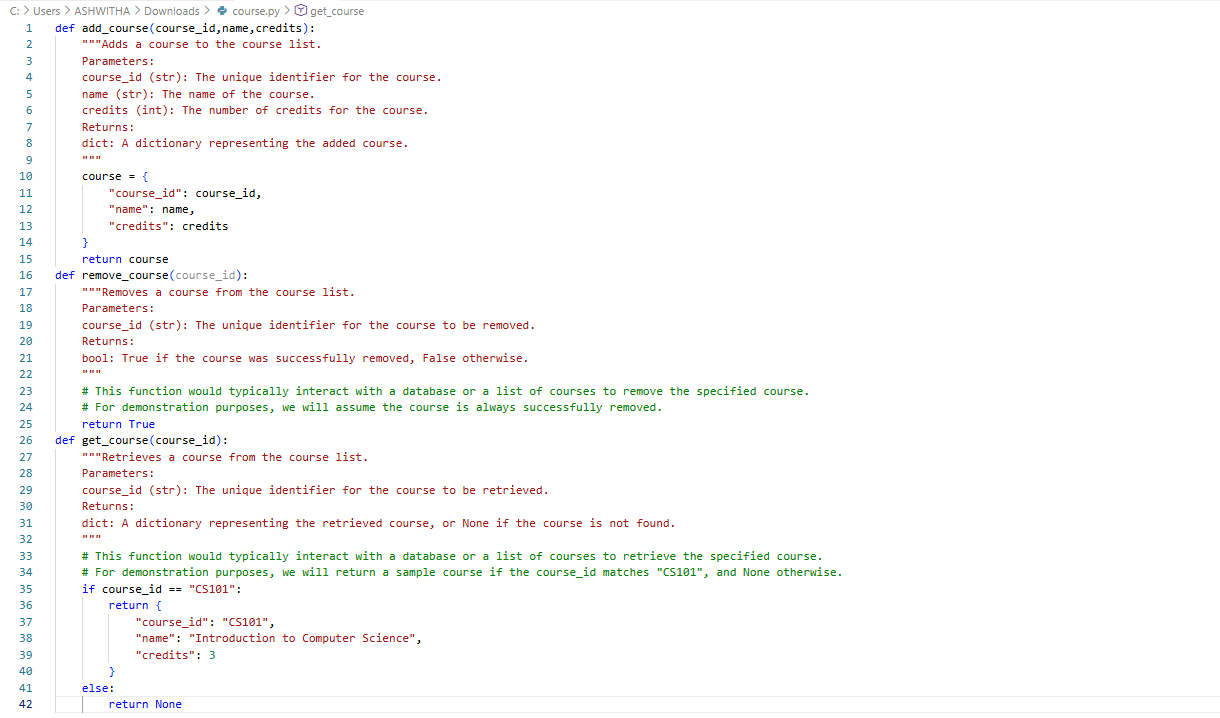 C: > Users > ASHWITHA > Downloads > course.py > get_course
1 def add_course(course_id,name,credits):
2     """Adds a course to the course list.
3     Parameters:
4     course_id (str): The unique identifier for the course.
5     name (str): The name of the course.
6     credits (int): The number of credits for the course.
7     Returns:
8     dict: A dictionary representing the added course.
9     """
10     course = {
11         "course_id": course_id,
12         "name": name,
13         "credits": credits
14     }
15     return course
16 def remove_course(course_id):
17     """Removes a course from the course list.
18     Parameters:
19     course_id (str): The unique identifier for the course to be removed.
20     Returns:
21     bool: True if the course was successfully removed, False otherwise.
22     """
23     # This function would typically interact with a database or a list of courses to remove the specified course.
24     # For demonstration purposes, we will assume the course is always successfully removed.
25     return True
26 def get_course(course_id):
27     """Retrieves a course from the course list.
28     Parameters:
29     course_id (str): The unique identifier for the course to be retrieved.
30     Returns:
31     dict: A dictionary representing the retrieved course, or None if the course is not found.
32     """
33     # This function would typically interact with a database or a list of courses to retrieve the specified course.
34     # For demonstration purposes, we will return a sample course if the course_id matches "CS101", and None otherwise.
35     if course_id == "CS101":
36         return {
37             "course_id": "CS101",
38             "name": "Introduction to Computer Science",
39             "credits": 3
40         }
41     else:
42         return None